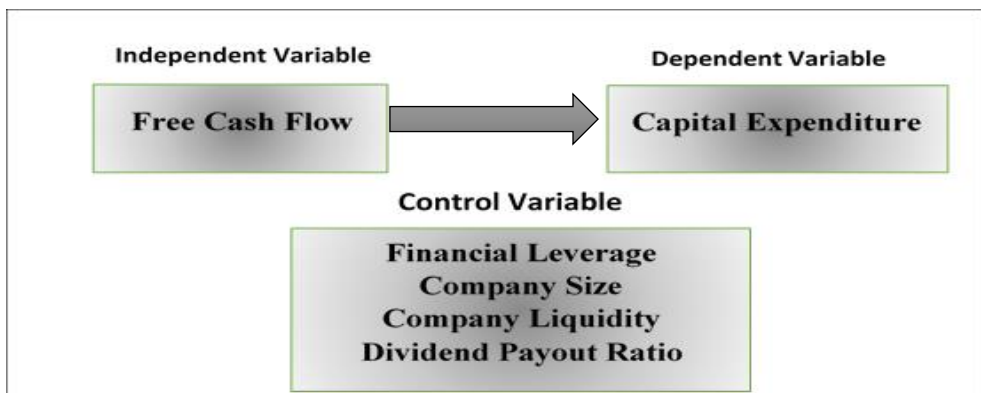 Independent Variable
Dependent Variable
Free Cash Flow
Capital Expenditure
Control Variable
Financial Leverage
Company Size
Company Liquidity
Dividend Payout Ratio